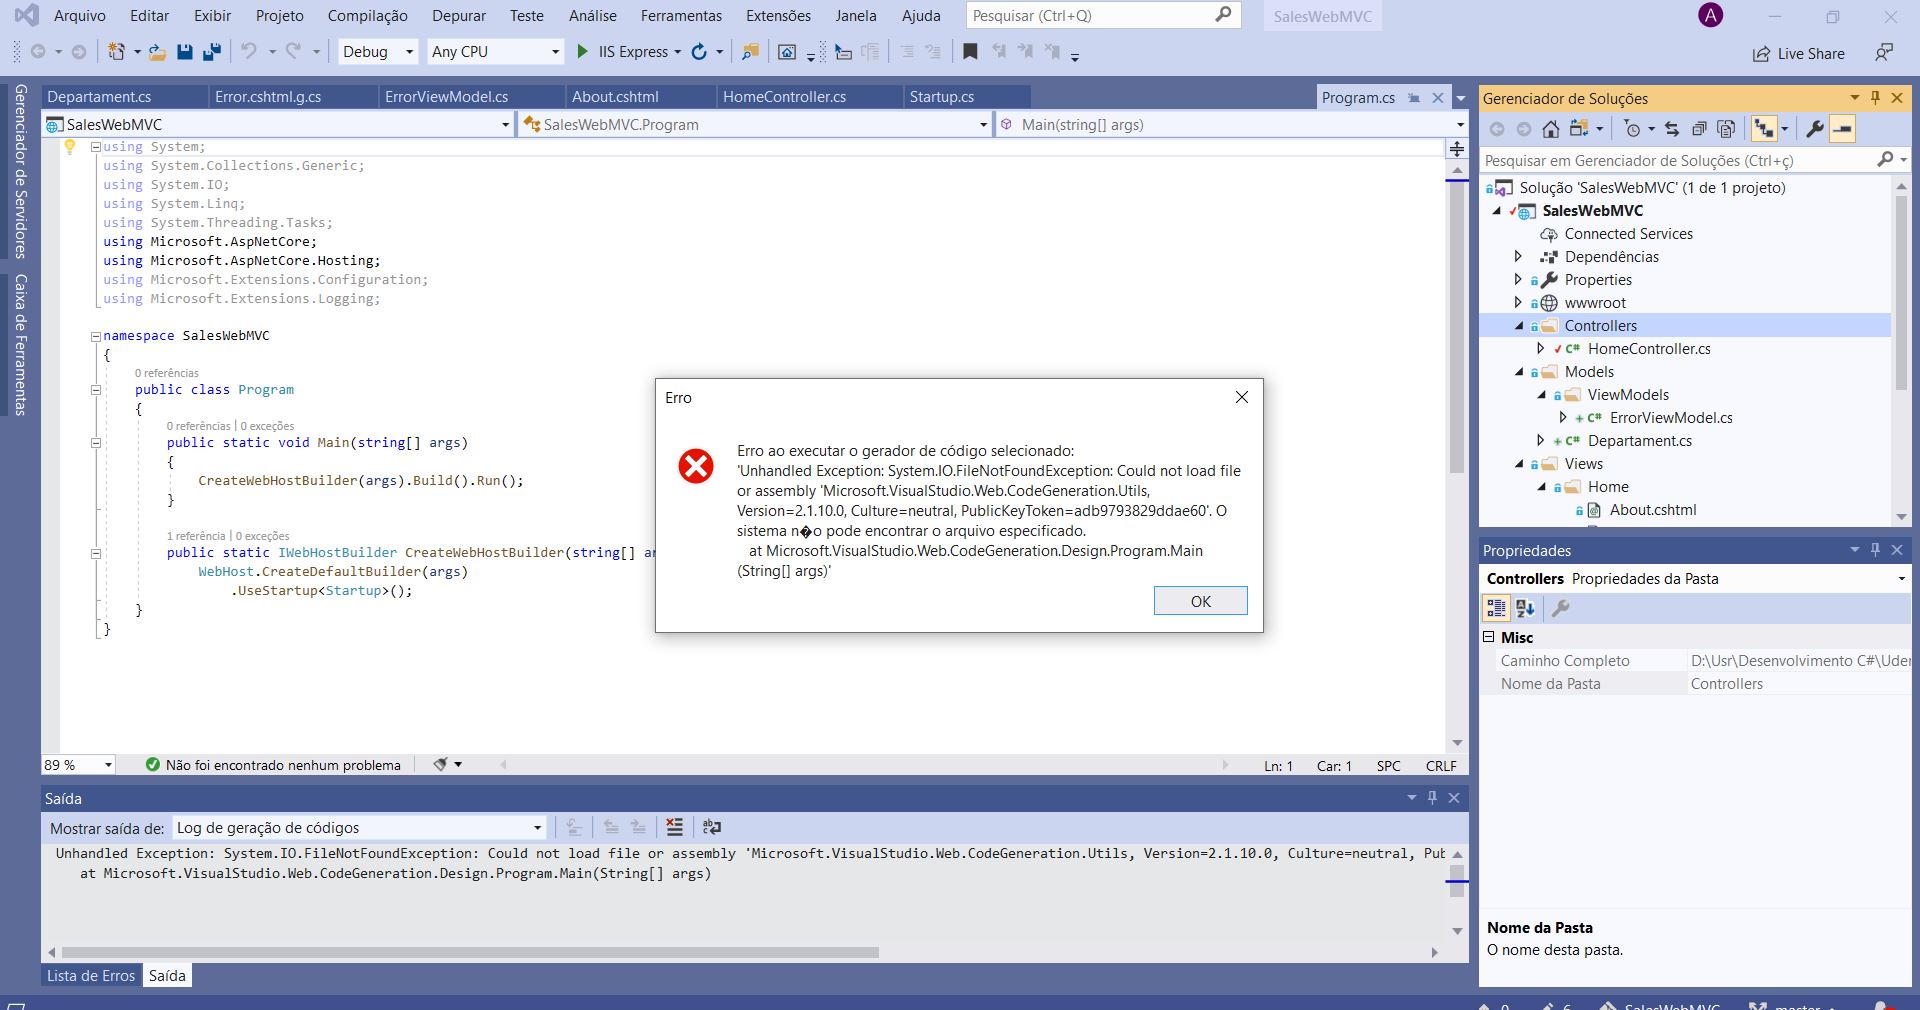 Arquivo Editar Exibir Projeto Compilação Depurar Teste Análise Ferramentas Extensões Janela Ajuda Pesquisar (Ctrl+Q) SalesWebMVC A
Debug Any CPU IIS Express Live Share
Gerenciador de Servidores
Caixa de Ferramentas
Departament.cs Error.cshtml.g.cs ErrorViewModel.cs About.cshtml HomeController.cs Startup.cs Program.cs
SalesWebMVC SalesWebMVC.Program Main(string[] args)
using System;
using System.Collections.Generic;
using System.IO;
using System.Linq;
using System.Threading.Tasks;
using Microsoft.AspNetCore;
using Microsoft.AspNetCore.Hosting;
using Microsoft.Extensions.Configuration;
using Microsoft.Extensions.Logging;
namespace SalesWebMVC
{
0 referências
public class Program
{
0 referências | 0 exceções
public static void Main(string[] args)
{
CreateWebHostBuilder(args).Build().Run();
}
1 referência | 0 exceções
public static IWebHostBuilder CreateWebHostBuilder(string[] ar
WebHost.CreateDefaultBuilder(args)
.UseStartup<Startup>();
}
}
Erro
Erro ao executar o gerador de código selecionado:
'Unhandled Exception: System.IO.FileNotFoundException: Could not load file
or assembly 'Microsoft.VisualStudio.Web.CodeGeneration.Utils,
Version=2.1.10.0, Culture=neutral, PublicKeyToken=adb9793829ddae60'. O
sistema n�o pode encontrar o arquivo especificado.
at Microsoft.VisualStudio.Web.CodeGeneration.Design.Program.Main
(String[] args)'
OK
89 % Não foi encontrado nenhum problema Ln: 1 Car: 1 SPC CRLF
Saída
Mostrar saída de: Log de geração de códigos
Unhandled Exception: System.IO.FileNotFoundException: Could not load file or assembly 'Microsoft.VisualStudio.Web.CodeGeneration.Utils, Version=2.1.10.0, Culture=neutral, Pub
at Microsoft.VisualStudio.Web.CodeGeneration.Design.Program.Main(String[] args)
Lista de Erros Saída
Gerenciador de Soluções
Pesquisar em Gerenciador de Soluções (Ctrl+ç)
Solução 'SalesWebMVC' (1 de 1 projeto)
SalesWebMVC
Connected Services
Dependências
Properties
wwwroot
Controllers
C# HomeController.cs
Models
ViewModels
C# ErrorViewModel.cs
C# Departament.cs
Views
Home
About.cshtml
Propriedades
Controllers Propriedades da Pasta
Misc
Caminho Completo D:\Usr\Desenvolvimento C#\Uder
Nome da Pasta Controllers
Nome da Pasta
O nome desta pasta.
0 6 SalesWebMVC master